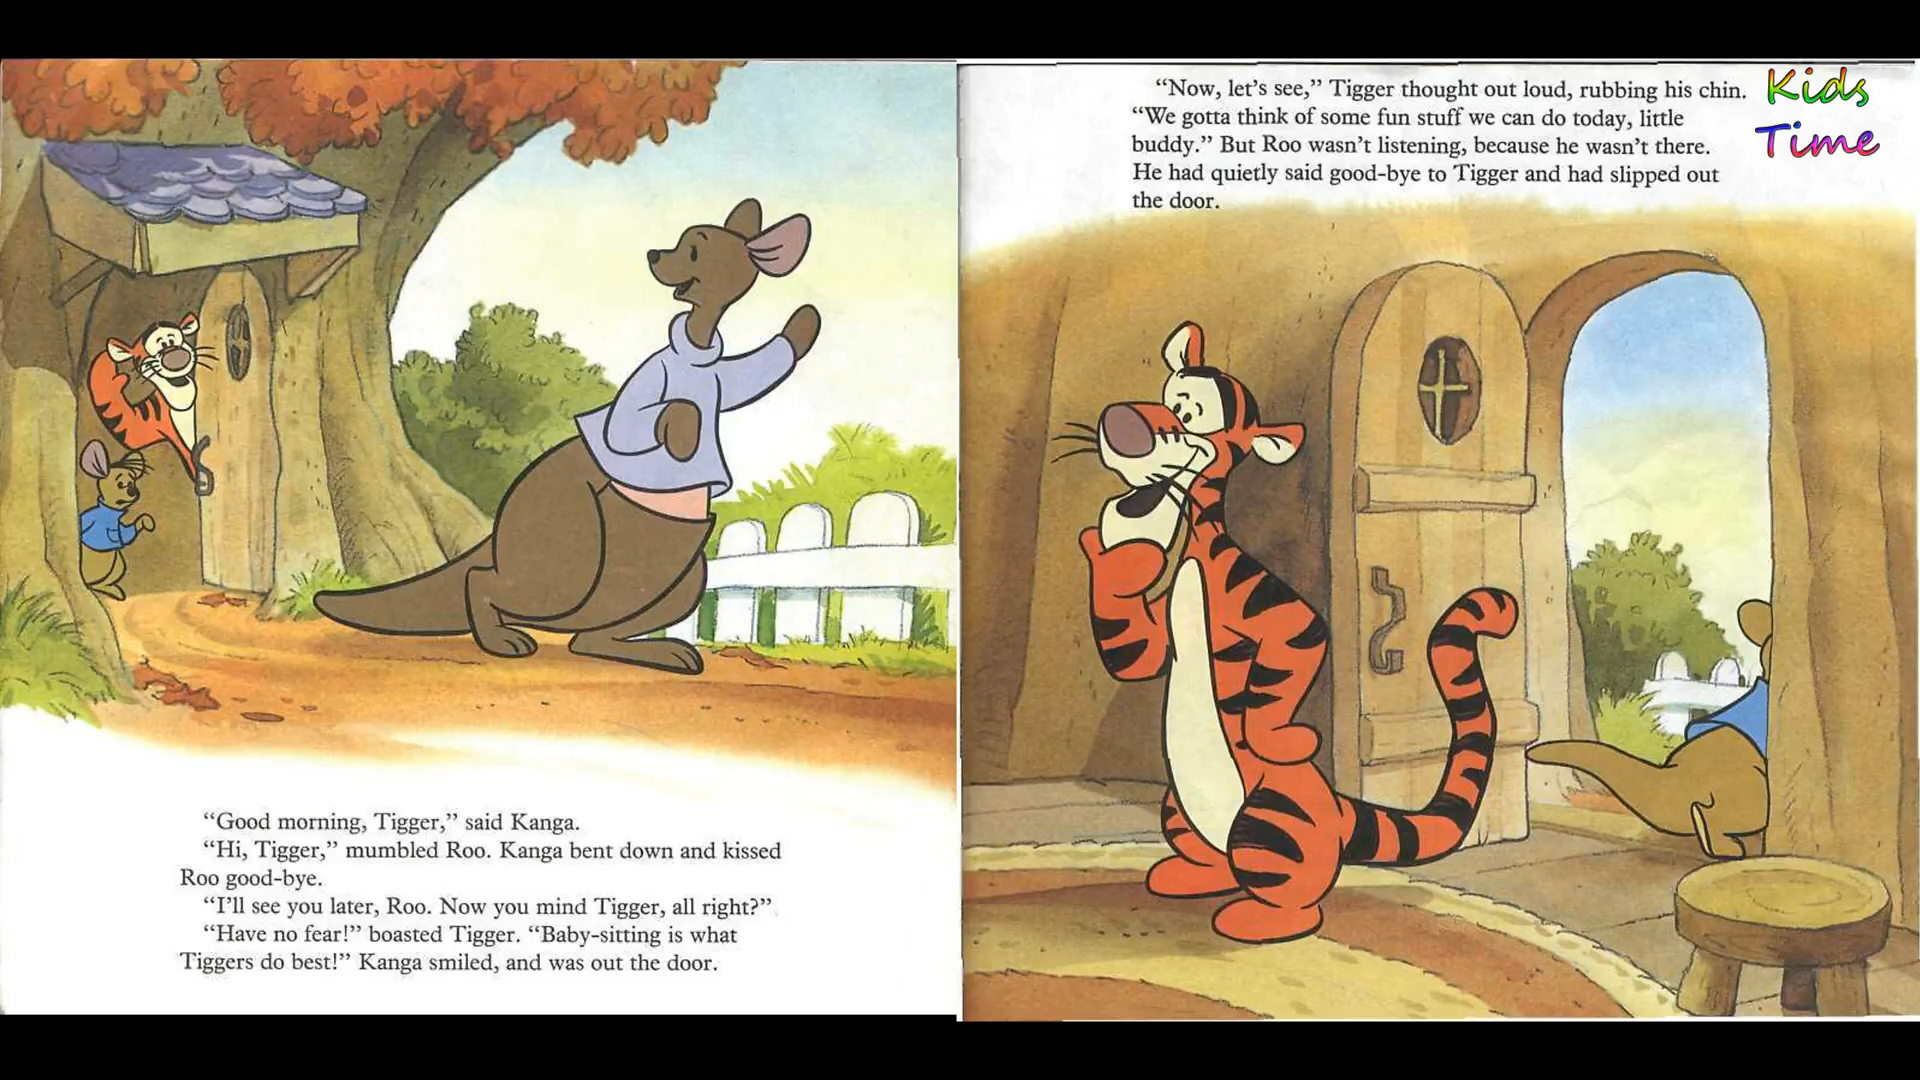 “Good morning, Tigger,” said Kanga.
“Hi, Tigger,” mumbled Roo. Kanga bent down and kissed
Roo good-bye.
“I’ll see you later, Roo. Now you mind Tigger, all right?”
“Have no fear!” boasted Tigger. “Baby-sitting is what
Tiggers do best!” Kanga smiled, and was out the door.
“Now, let’s see,” Tigger thought out loud, rubbing his chin.
“We gotta think of some fun stuff we can do today, little
buddy.” But Roo wasn’t listening, because he wasn’t there.
He had quietly said good-bye to Tigger and had slipped out
the door.
Kids
Time